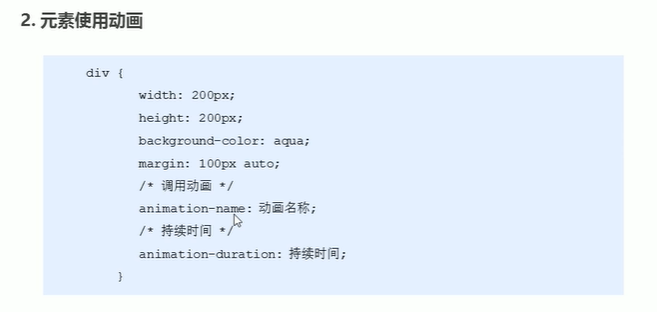 2. 元素使用动画
div {
width: 200px;
height: 200px;
background-color: aqua;
margin: 100px auto;
/* 调用动画 */
animation-name: 动画名称;
/* 持续时间 */
animation-duration: 持续时间;
}